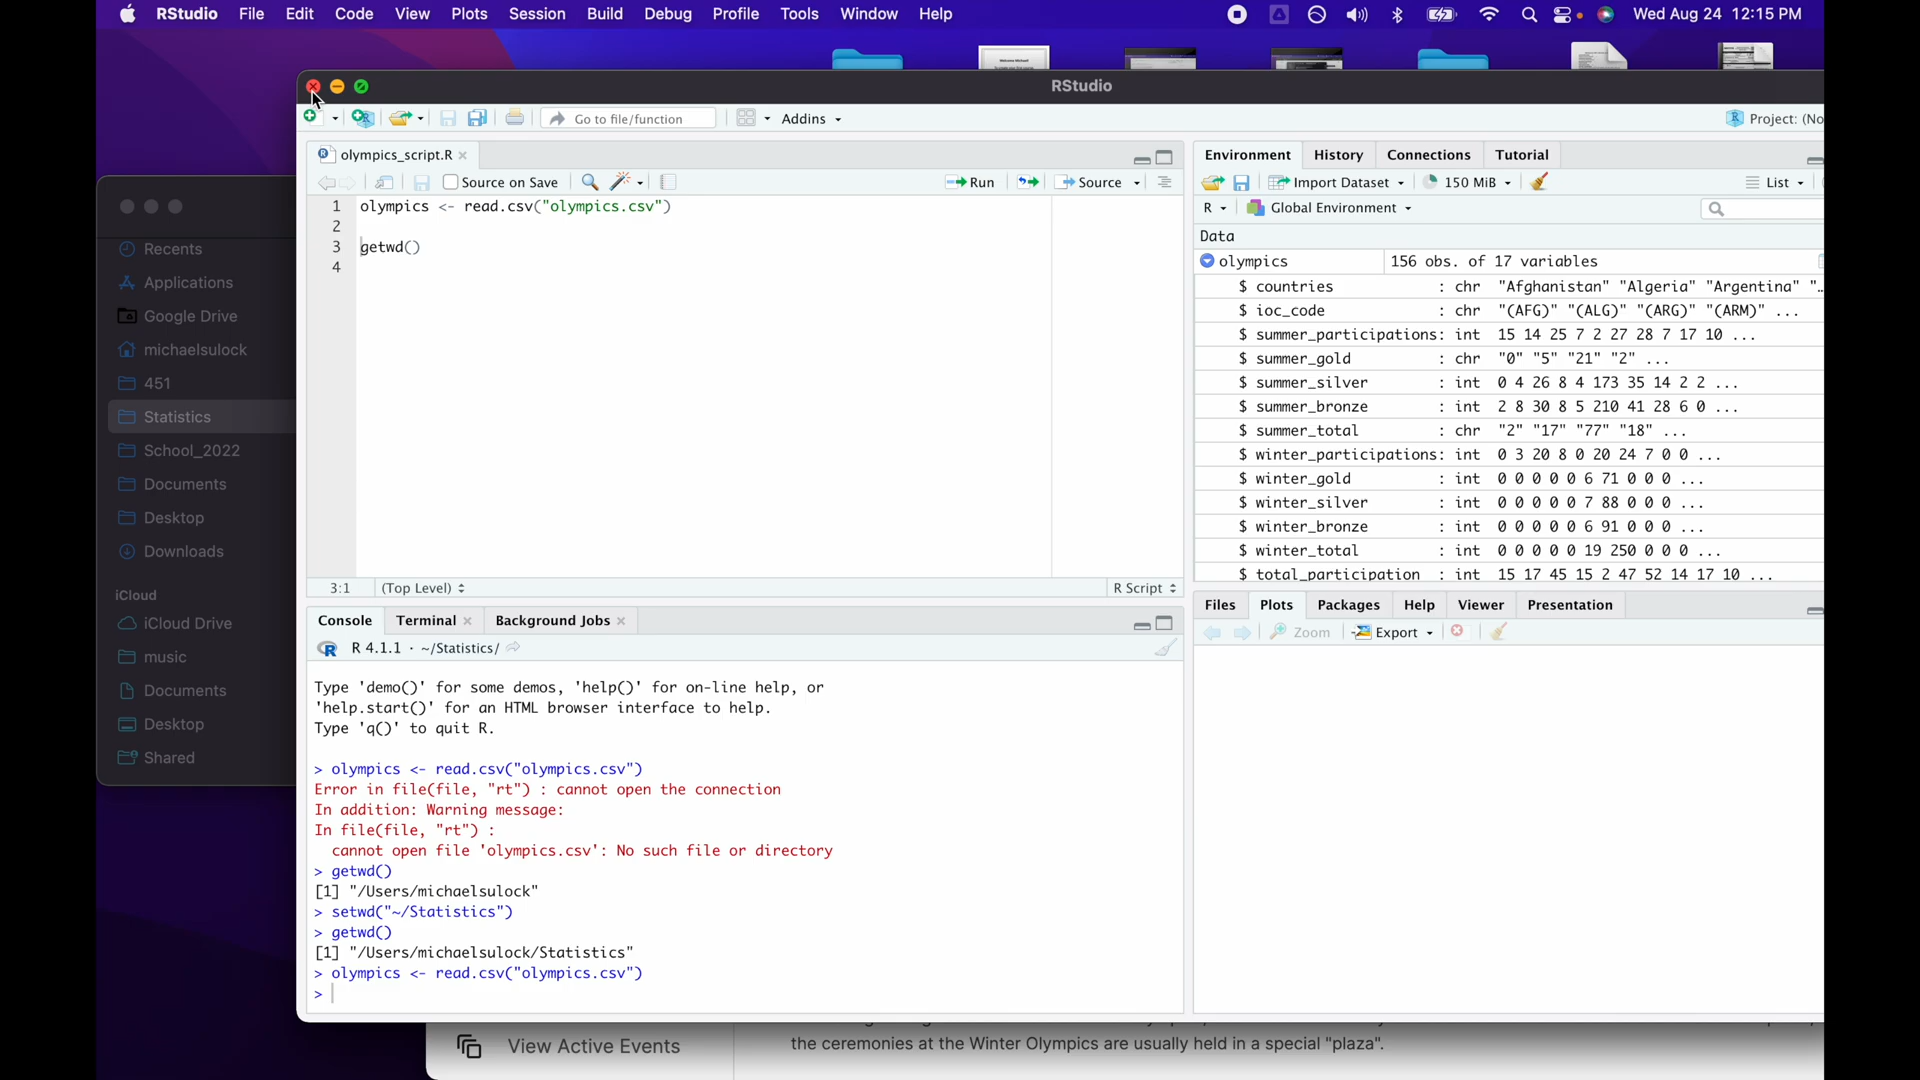 RStudio File Edit Code View Plots Session Build Debug Profile Tools Window Help Wed Aug 24 12:15 PM
RStudio
Go to file/function Addins Project: (No
olympics_script.R
Source on Save Run Source
1 olympics <- read.csv("olympics.csv")
2
3 getwd()
4
3:1 (Top Level) R Script
Environment History Connections Tutorial
Import Dataset 150 MiB List
R Global Environment
Data
olympics 156 obs. of 17 variables
$ countries : chr "Afghanistan" "Algeria" "Argentina" "…
$ ioc_code : chr "(AFG)" "(ALG)" "(ARG)" "(ARM)" ...
$ summer_participations: int 15 14 25 7 2 27 28 7 17 10 ...
$ summer_gold : chr "0" "5" "21" "2" ...
$ summer_silver : int 0 4 26 8 4 173 35 14 2 2 ...
$ summer_bronze : int 2 8 30 8 5 210 41 28 6 0 ...
$ summer_total : chr "2" "17" "77" "18" ...
$ winter_participations: int 0 3 20 8 0 20 24 7 0 0 ...
$ winter_gold : int 0 0 0 0 0 6 71 0 0 0 ...
$ winter_silver : int 0 0 0 0 0 7 88 0 0 0 ...
$ winter_bronze : int 0 0 0 0 0 6 91 0 0 0 ...
$ winter_total : int 0 0 0 0 0 19 250 0 0 0 ...
$ total_participation : int 15 17 45 15 2 47 52 14 17 10 ...
Console Terminal Background Jobs
R 4.1.1 · ~/Statistics/
Type 'demo()' for some demos, 'help()' for on-line help, or
'help.start()' for an HTML browser interface to help.
Type 'q()' to quit R.
> olympics <- read.csv("olympics.csv")
Error in file(file, "rt") : cannot open the connection
In addition: Warning message:
In file(file, "rt") :
cannot open file 'olympics.csv': No such file or directory
> getwd()
[1] "/Users/michaelsulock"
> setwd("~/Statistics")
> getwd()
[1] "/Users/michaelsulock/Statistics"
> olympics <- read.csv("olympics.csv")
>
Files Plots Packages Help Viewer Presentation
Zoom Export
Recents
Applications
Google Drive
michaelsulock
451
Statistics
School_2022
Documents
Desktop
Downloads
iCloud
iCloud Drive
music
Documents
Desktop
Shared
View Active Events
the ceremonies at the Winter Olympics are usually held in a special "plaza".